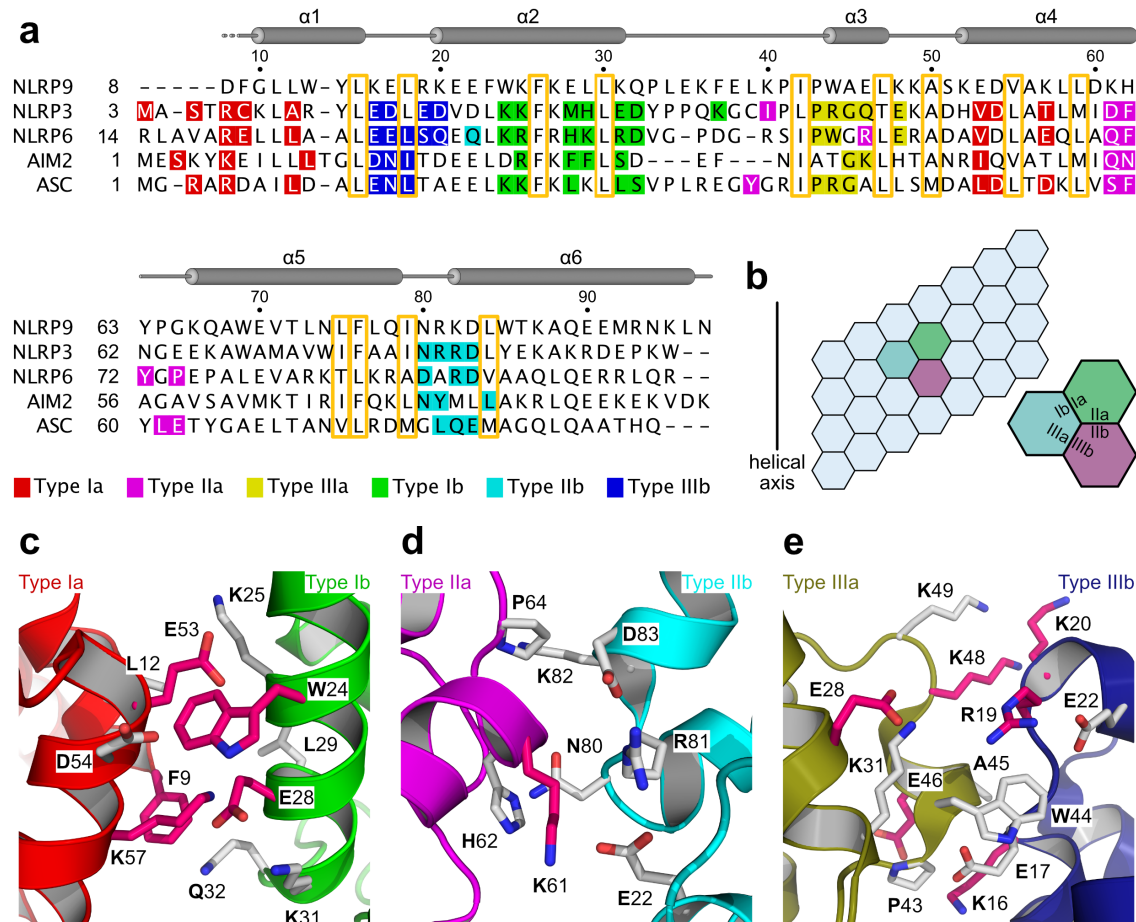 a
α1 α2 α3 α4
10 20 30 40 50 60
NLRP9 8 -----DFGLLW-YLKELRKEEFWKFKELLKQPLEKFELKPIPWAELKKASKEDVAKLLDKH
NLRP3 3 MA-STRCKLAR-YLEDLEDVDLKKFKMHLEDYPPQKGCIPLPRGQTEKADHVDLATLMIDF
NLRP6 14 RLAVARELLLA-ALEELSQEQLKRFRHKLRDVG-PDG-RSIPWGRLERADAVDLAEQLAQF
AIM2 1 MESKYKEILLLTGLDNITDEELDRFKFFLSD---EF--NIATGKLHTANRIQVATLMIQN
ASC 1 MG-RARDAILD-ALENLTAEELKKFKLKLLSVPLREGYGRIPRGALLSMDALDLTDKLVSF
α5 α6
70 80 90
NLRP9 63 YPGKQAWEVTLNLFLQINRKDLWTKAQEEMRNKLN
NLRP3 62 NGEEKAWAMAVWIFAAINRRDLYEKAKRDEPKW--
NLRP6 72 YGPEPALEVARKTLKRADARDVAAQLQERRLQR--
AIM2 56 AGAVSAVMKTIRIFQKLNYMLLAKRLQEEKEKVDK
ASC 60 YLETYGAELTANVLRDMGLQEMAGQLQAATHQ---
Type Ia Type IIa Type IIIa Type Ib Type IIb Type IIIb
b
helical
axis
Ib Ia
IIa
IIb
IIIa IIIb
c
Type Ia Type Ib
K25
E53
L12
W24
L29
D54
F9
E28
K57
Q32
K31
d
Type IIa Type IIb
P64
D83
K82
N80
R81
H62
K61
E22
e
Type IIIa Type IIIb
K49
K20
K48
E28
E22
R19
K31
A45
E46
W44
E17
P43
K16